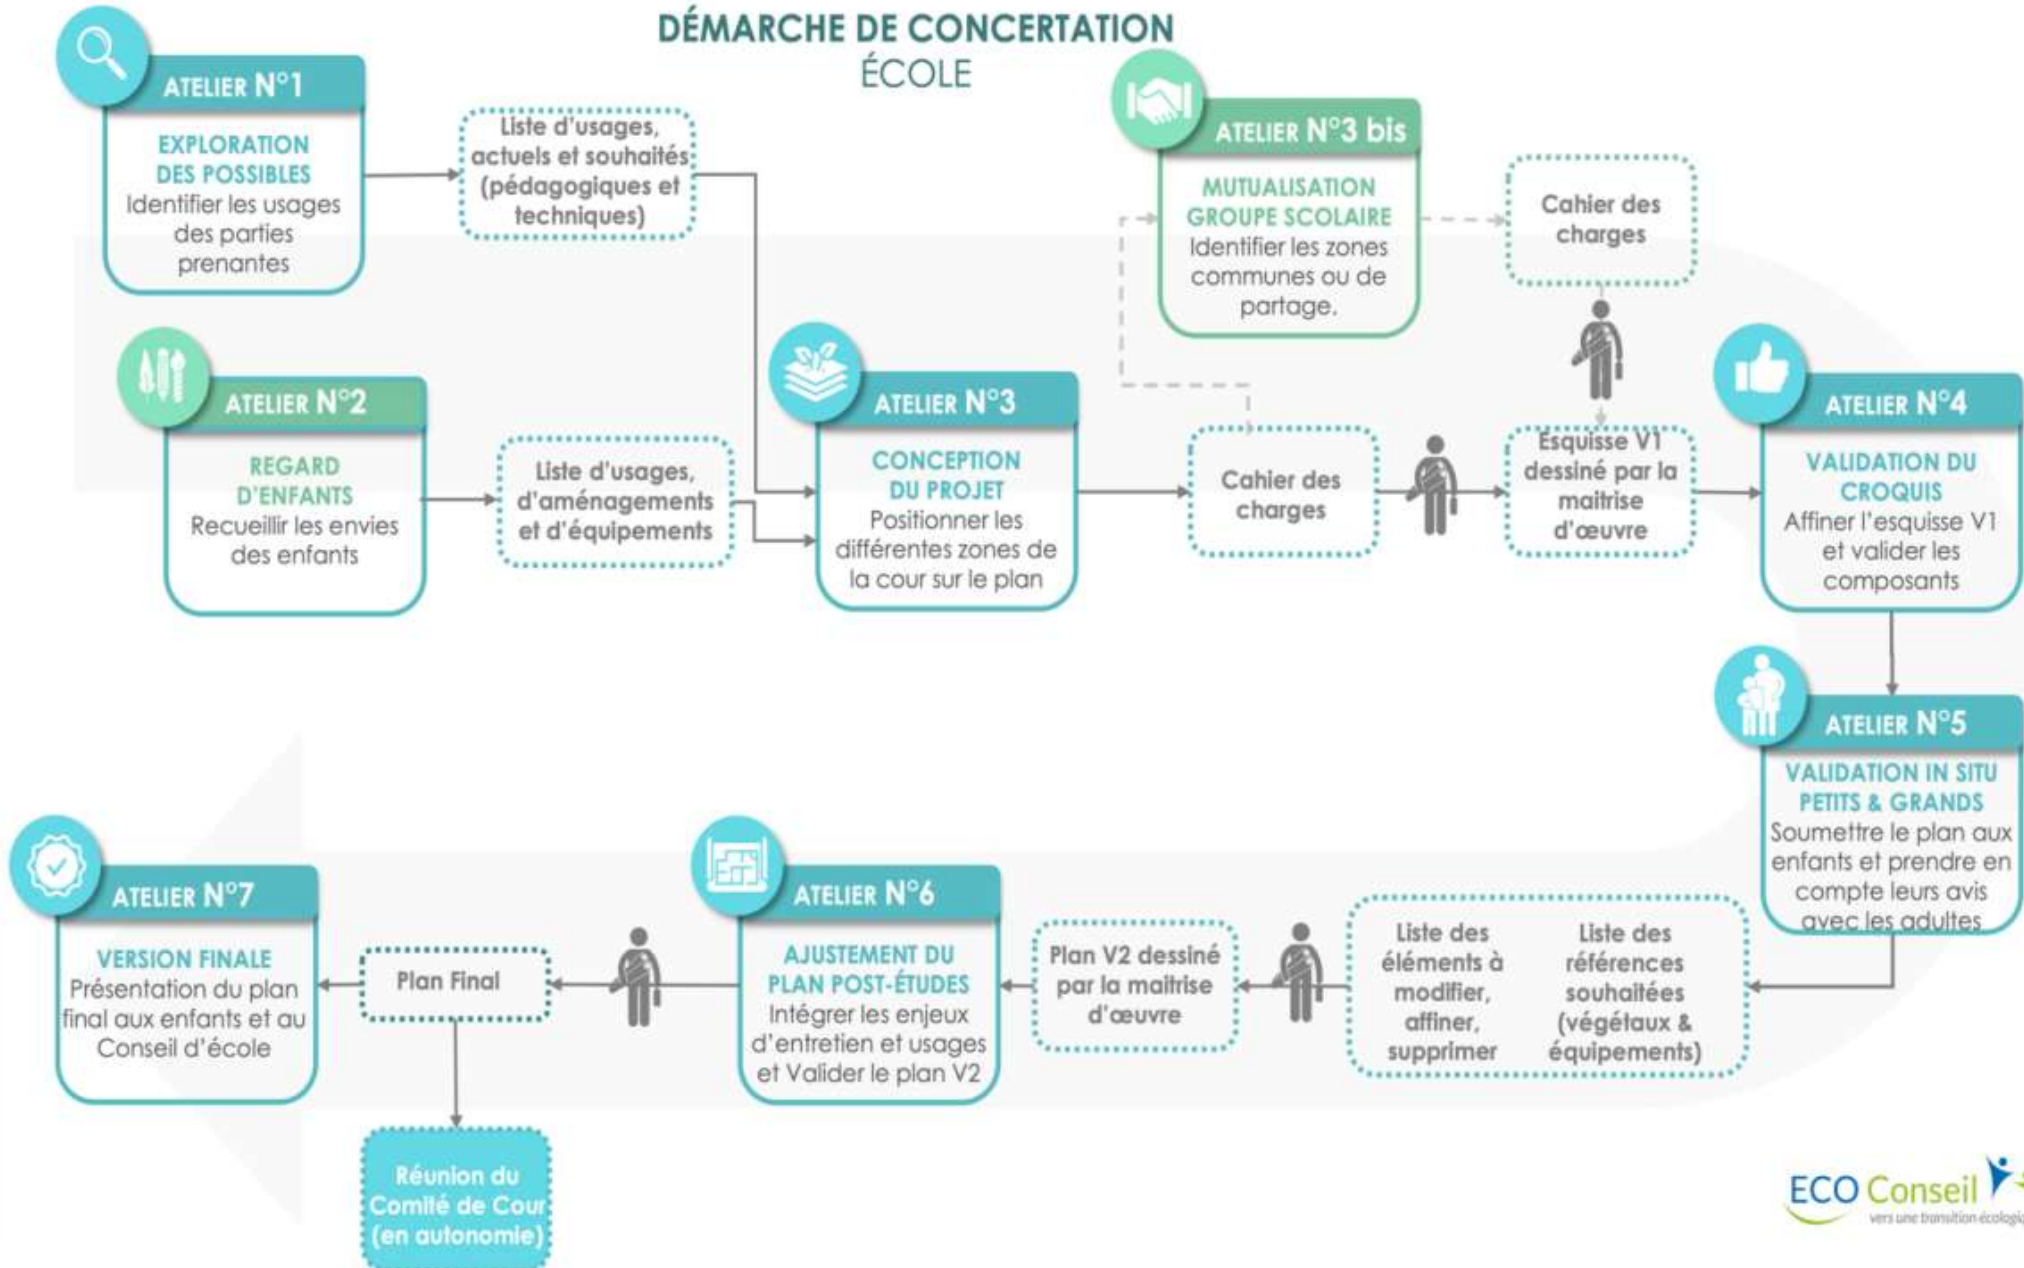 DÉMARCHE DE CONCERTATION
ÉCOLE
ATELIER N°1
EXPLORATION
DES POSSIBLES
Identifier les usages
des parties
prenantes
Liste d'usages,
actuels et souhaités
(pédagogiques et
techniques)
ATELIER N°2
REGARD
D'ENFANTS
Recueillir les envies
des enfants
Liste d'usages,
d'aménagements
et d'équipements
ATELIER N°3
CONCEPTION
DU PROJET
Positionner les
différentes zones de
la cour sur le plan
Cahier des
charges
ATELIER N°3 bis
MUTUALISATION
GROUPE SCOLAIRE
Identifier les zones
communes ou de
partage.
Cahier des
charges
Esquisse V1
dessiné par la
maitrise
d'œuvre
ATELIER N°4
VALIDATION DU
CROQUIS
Affiner l'esquisse V1
et valider les
composants
ATELIER N°5
VALIDATION IN SITU
PETITS & GRANDS
Soumettre le plan aux
enfants et prendre en
compte leurs avis
avec les adultes
Liste des
éléments à
modifier,
affiner,
supprimer
Liste des
références
souhaitées
(végétaux &
équipements)
Plan V2 dessiné
par la maitrise
d'œuvre
ATELIER N°6
AJUSTEMENT DU
PLAN POST-ÉTUDES
Intégrer les enjeux
d'entretien et usages
et Valider le plan V2
Plan Final
ATELIER N°7
VERSION FINALE
Présentation du plan
final aux enfants et au
Conseil d'école
Réunion du
Comité de Cour
(en autonomie)
ECO Conseil
vers une transition écologiq